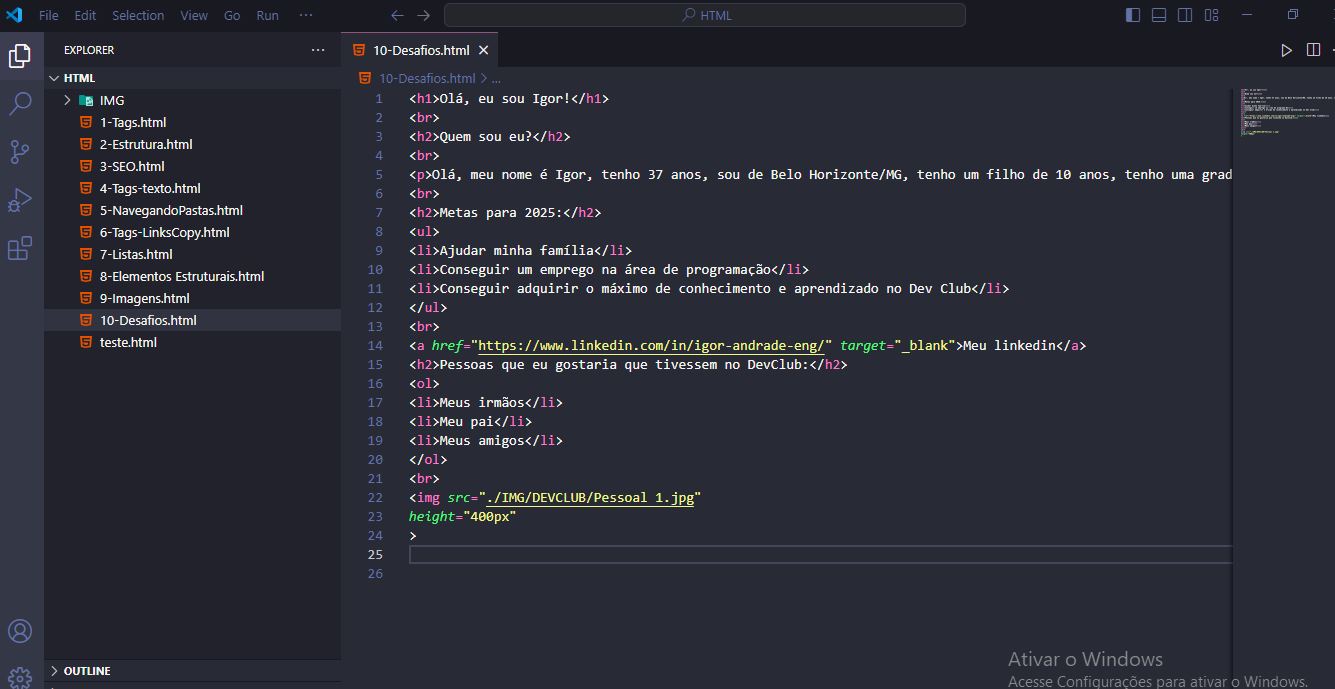 File Edit Selection View Go Run ··· HTML
EXPLORER
HTML
IMG
1-Tags.html
2-Estrutura.html
3-SEO.html
4-Tags-texto.html
5-NavegandoPastas.html
6-Tags-LinksCopy.html
7-Listas.html
8-Elementos Estruturais.html
9-Imagens.html
10-Desafios.html
teste.html
OUTLINE
10-Desafios.html
10-Desafios.html > ...
1 <h1>Olá, eu sou Igor!</h1>
2 <br>
3 <h2>Quem sou eu?</h2>
4 <br>
5 <p>Olá, meu nome é Igor, tenho 37 anos, sou de Belo Horizonte/MG, tenho um filho de 10 anos, tenho uma grad
6 <br>
7 <h2>Metas para 2025:</h2>
8 <ul>
9 <li>Ajudar minha família</li>
10 <li>Conseguir um emprego na área de programação</li>
11 <li>Conseguir adquirir o máximo de conhecimento e aprendizado no Dev Club</li>
12 </ul>
13 <br>
14 <a href="https://www.linkedin.com/in/igor-andrade-eng/" target="_blank">Meu linkedin</a>
15 <h2>Pessoas que eu gostaria que tivessem no DevClub:</h2>
16 <ol>
17 <li>Meus irmãos</li>
18 <li>Meu pai</li>
19 <li>Meus amigos</li>
20 </ol>
21 <br>
22 <img src="./IMG/DEVCLUB/Pessoal 1.jpg"
23 height="400px"
24 >
25
26
Ativar o Windows
Acesse Configurações para ativar o Windows.